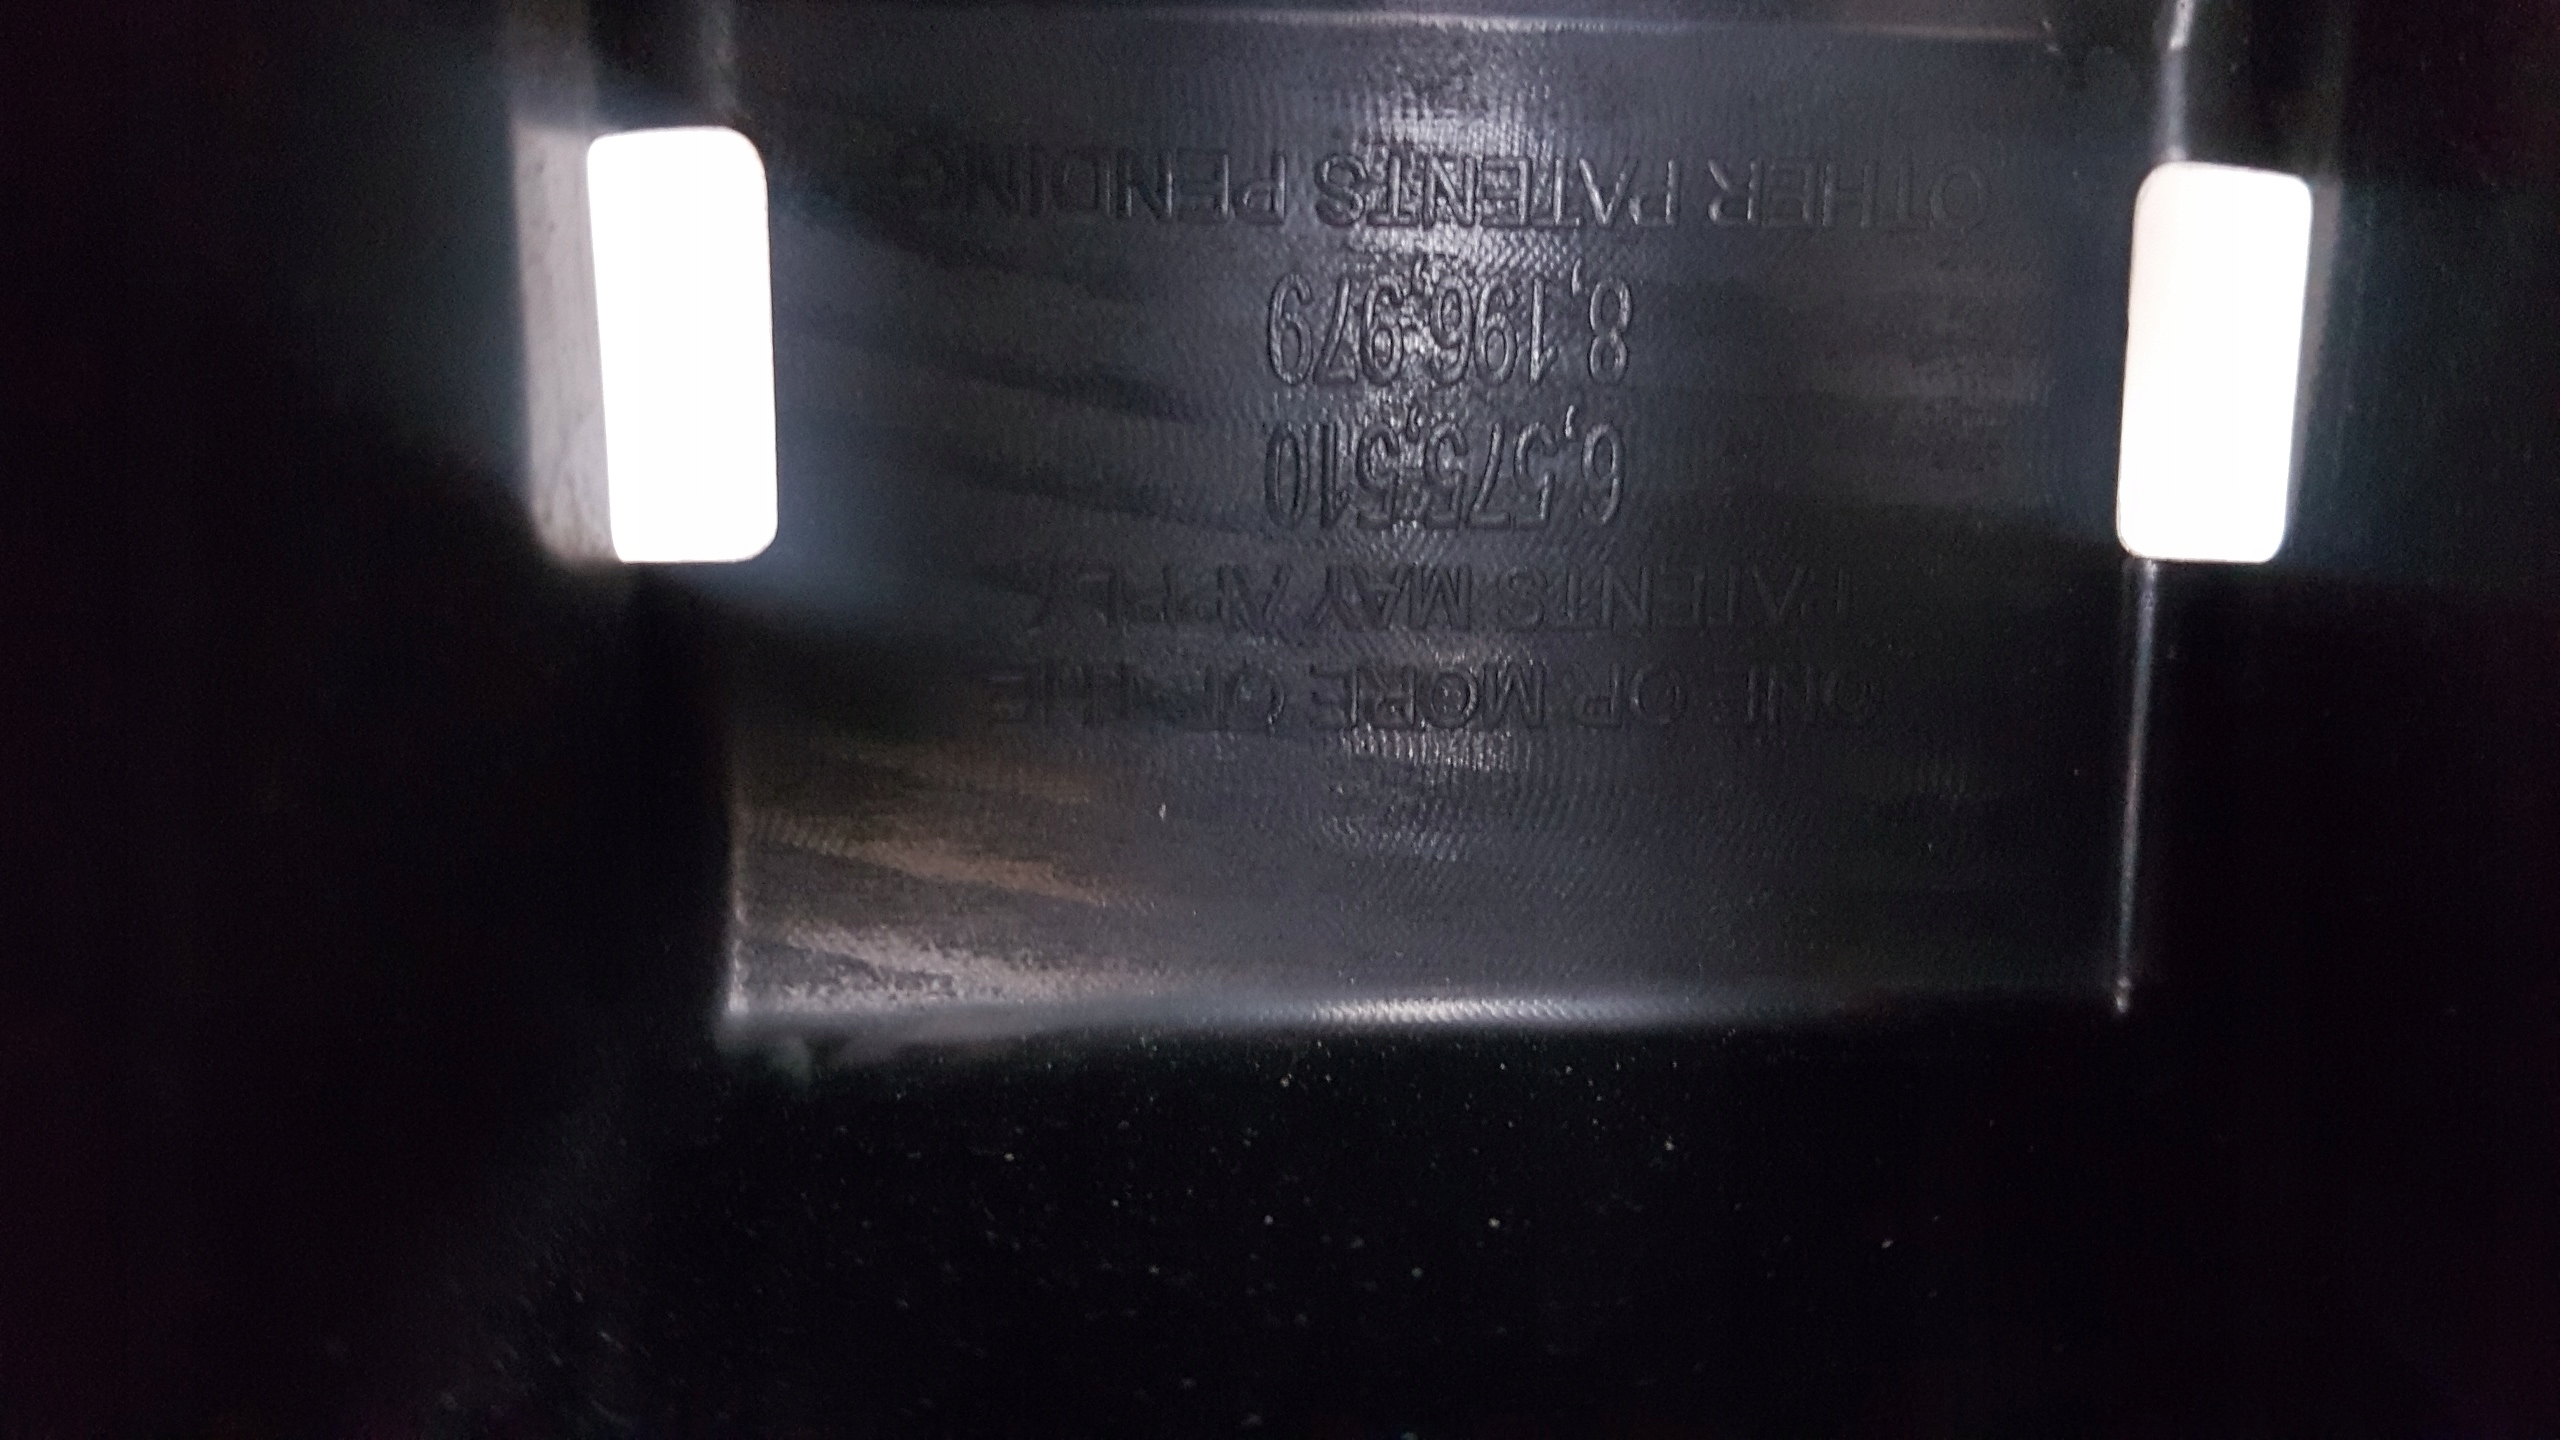 ONE OR MORE OF THE
PATENTS MAY APPLY
6,575,510
8,196,979
OTHER PATENTS PENDING